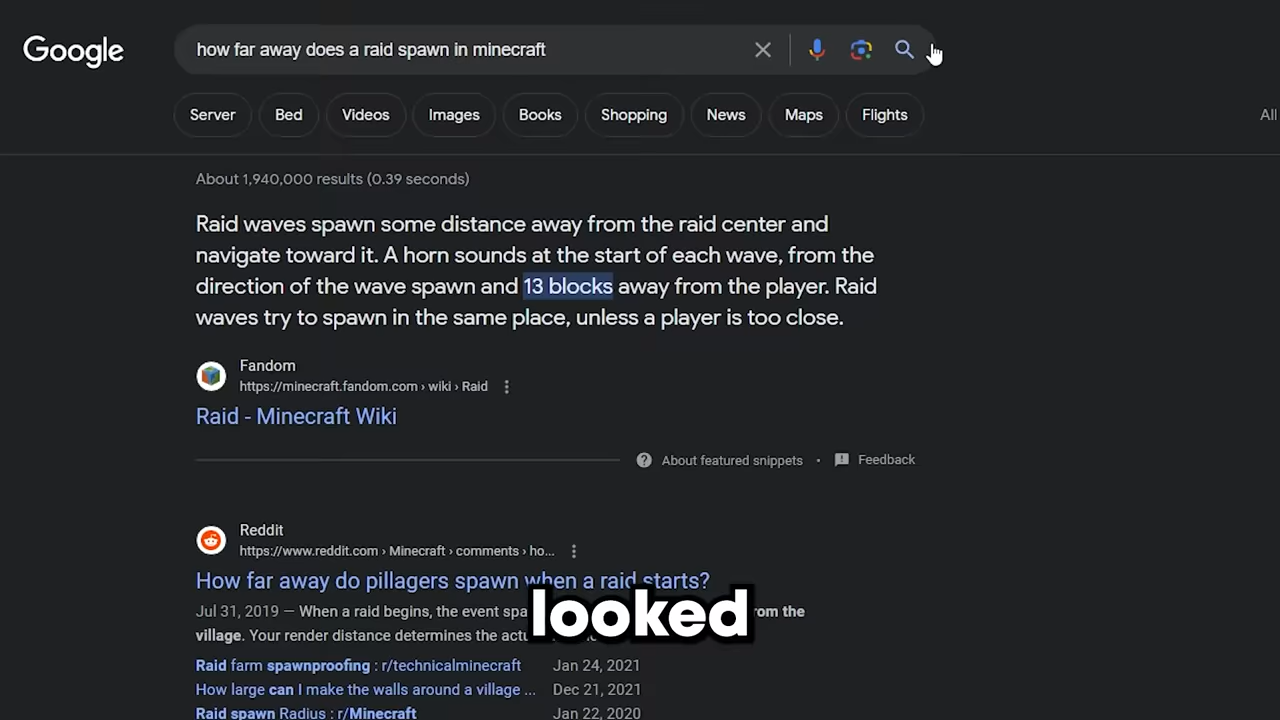 Google
how far away does a raid spawn in minecraft
Server Bed Videos Images Books Shopping News Maps Flights All
About 1,940,000 results (0.39 seconds)
Raid waves spawn some distance away from the raid center and
navigate toward it. A horn sounds at the start of each wave, from the
direction of the wave spawn and 13 blocks away from the player. Raid
waves try to spawn in the same place, unless a player is too close.
Fandom
https://minecraft.fandom.com › wiki › Raid
Raid - Minecraft Wiki
About featured snippets • Feedback
Reddit
https://www.reddit.com › Minecraft › comments › ho...
How far away do pillagers spawn when a raid starts?
looked
Jul 31, 2019 — When a raid begins, the event spa from the
village. Your render distance determines the actu
Raid farm spawnproofing : r/technicalminecraft Jan 24, 2021
How large can I make the walls around a village ... Dec 21, 2021
Raid spawn Radius : r/Minecraft Jan 22, 2020